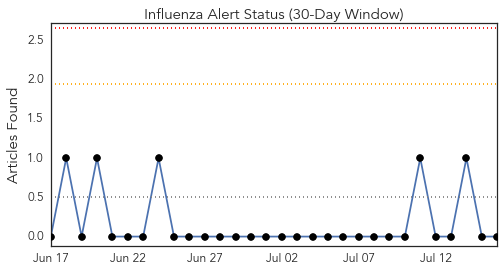 Influenza Alert Status (30-Day Window)
Articles Found
2.5
2.0
1.5
1.0
0.5
0.0
Jun 17 Jun 22 Jun 27 Jul 02 Jul 07 Jul 12